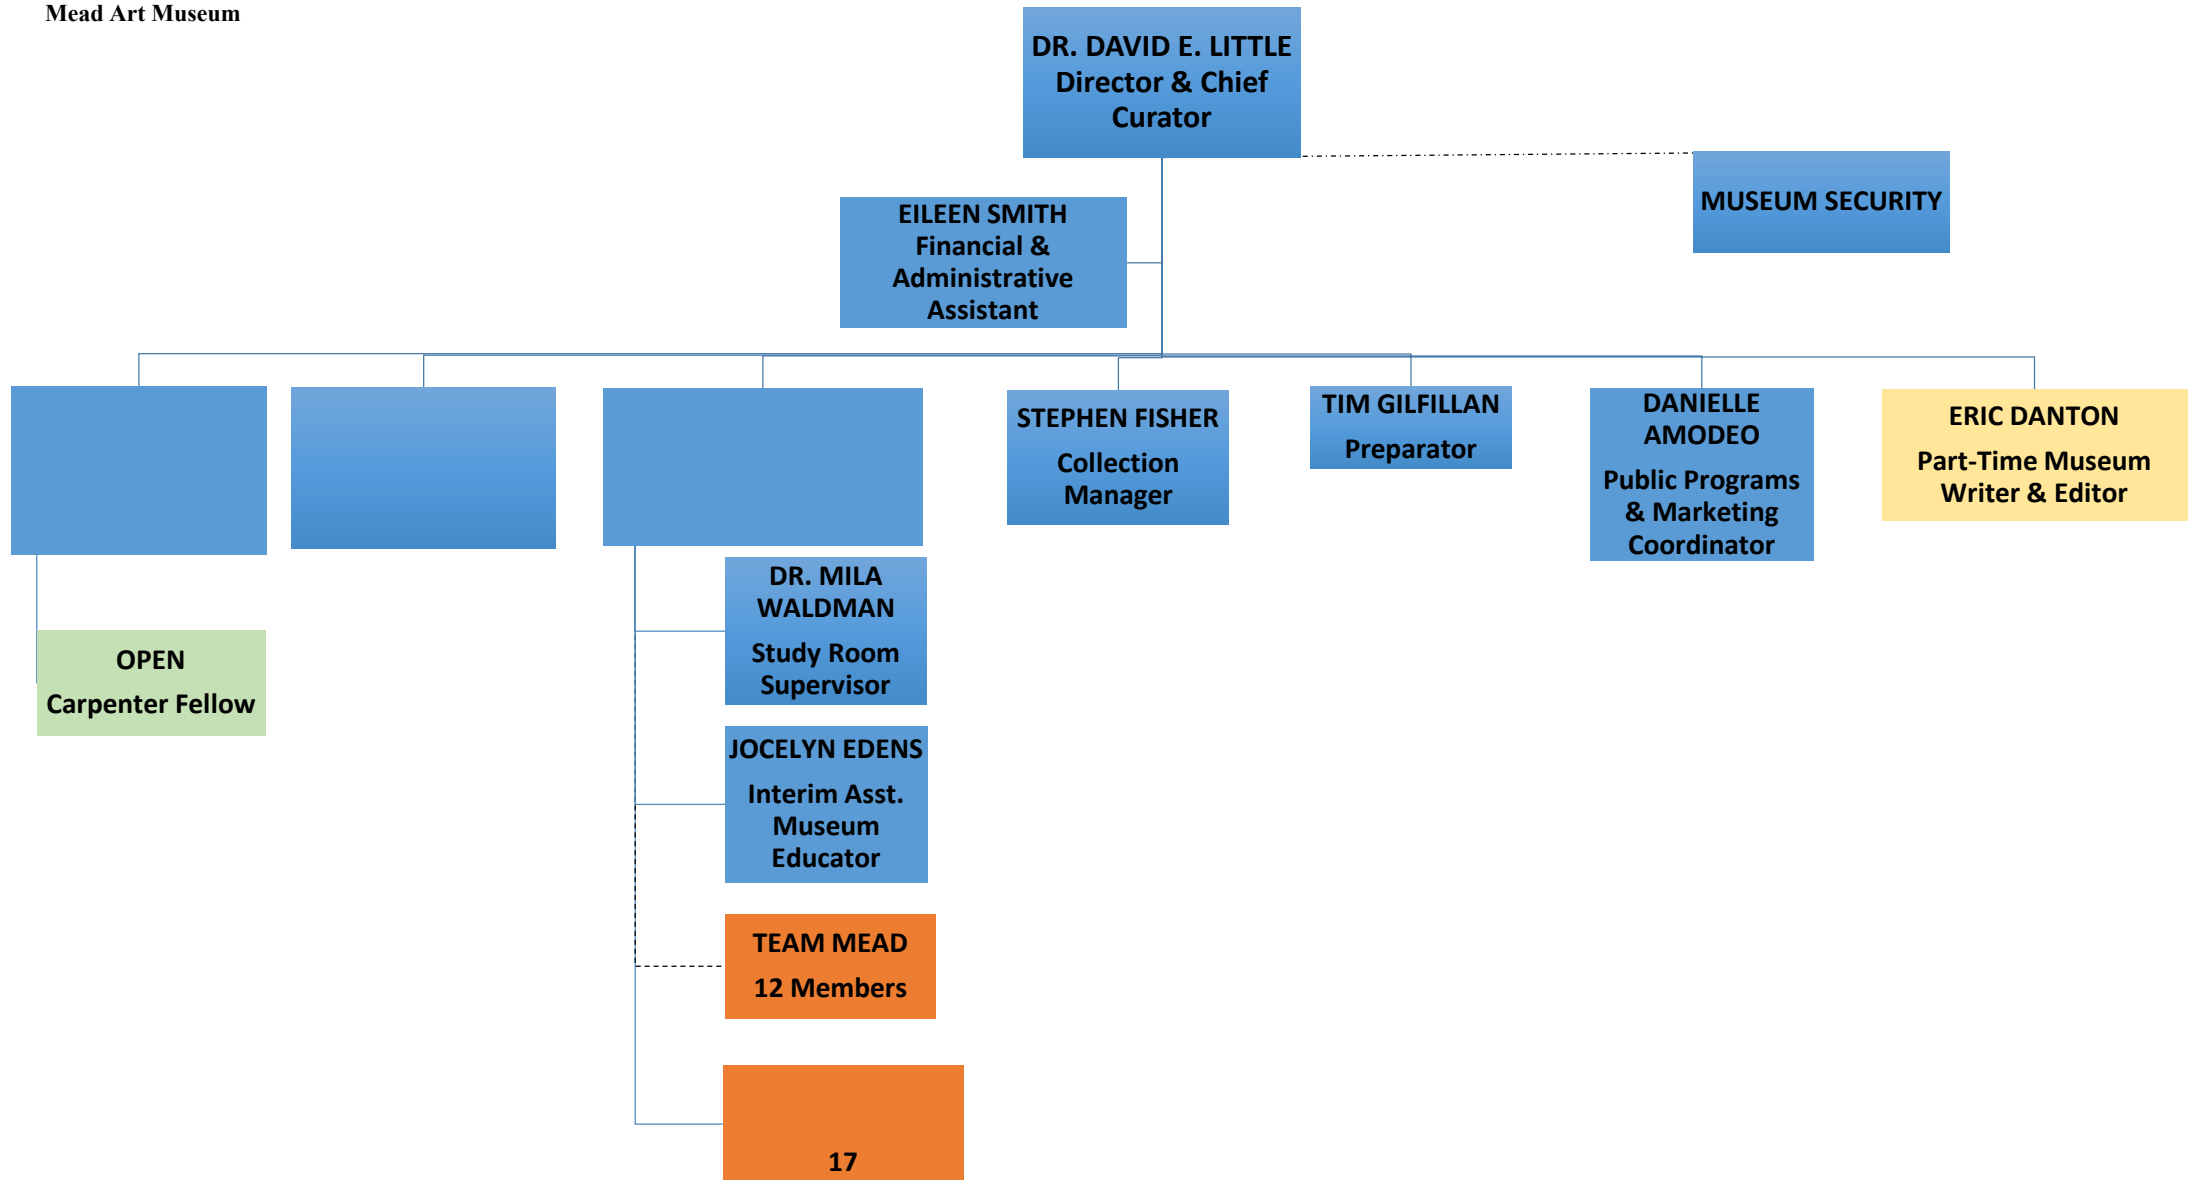 Mead Art Museum
DR. DAVID E. LITTLE
Director & Chief
Curator
MUSEUM SECURITY
EILEEN SMITH
Financial &
Administrative
Assistant
STEPHEN FISHER
Collection
Manager
TIM GILFILLAN
Preparator
DANIELLE
AMODEO
Public Programs
& Marketing
Coordinator
ERIC DANTON
Part-Time Museum
Writer & Editor
OPEN
Carpenter Fellow
DR. MILA
WALDMAN
Study Room
Supervisor
JOCELYN EDENS
Interim Asst.
Museum
Educator
TEAM MEAD
12 Members
17